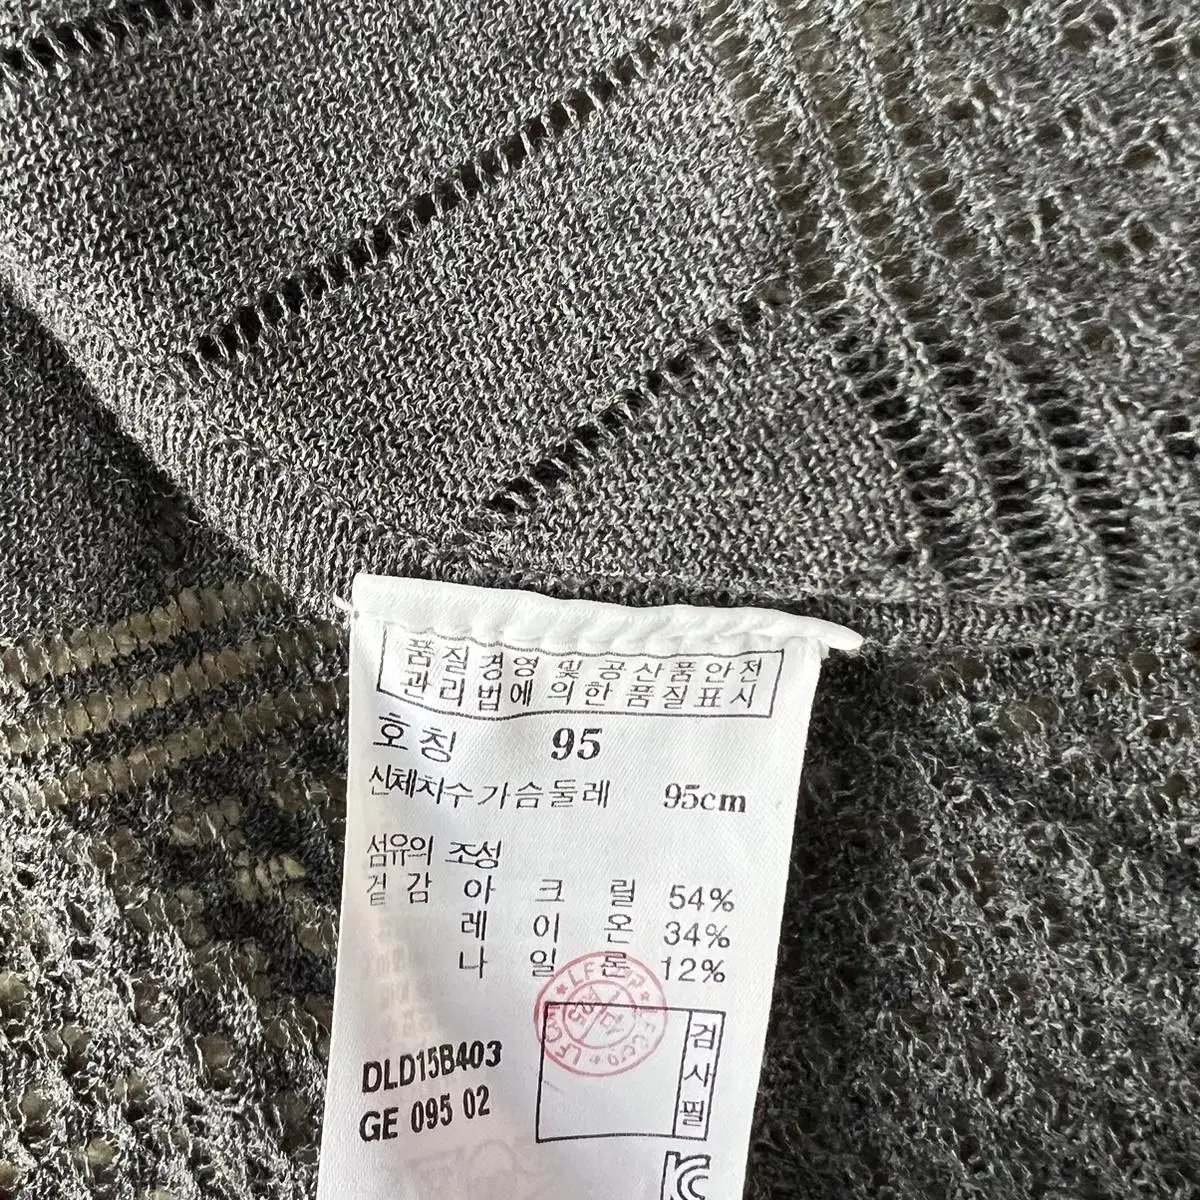 품질경영 및 공산품안전
관리법에 의한 품질표시
호칭 95
신체치수 가슴둘레 95cm
섬유의 조성
겉감 아크릴 54%
레이온 34%
나일론 12%
DLD15B403
GE 095 02
검사필